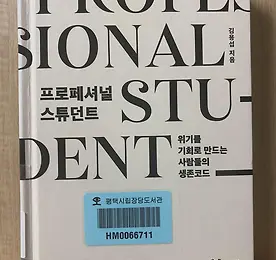 PROFES-
SIONAL
STU-
DENT
프로페셔널
스튜던트
김용섭 지음
위기를
기회로 만드는
사람들의
생존코드
평택시립장당도서관
HM0066711